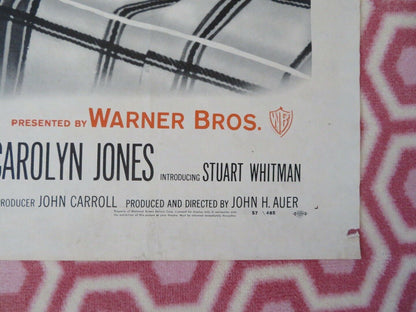 PRESENTED BY WARNER BROS.
CAROLYN JONES INTRODUCING STUART WHITMAN
PRODUCER JOHN CARROLL PRODUCED AND DIRECTED BY JOHN H. AUER
57 488